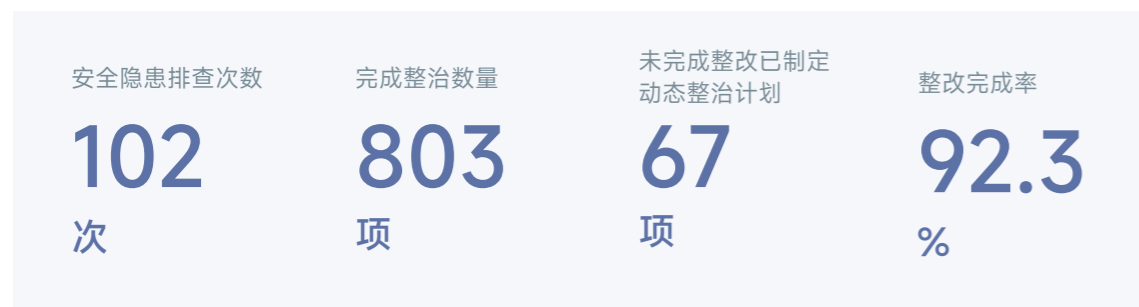 安全隐患排查次数
102
次
完成整治数量
803
项
未完成整改已制定
动态整治计划
67
项
整改完成率
92.3
%